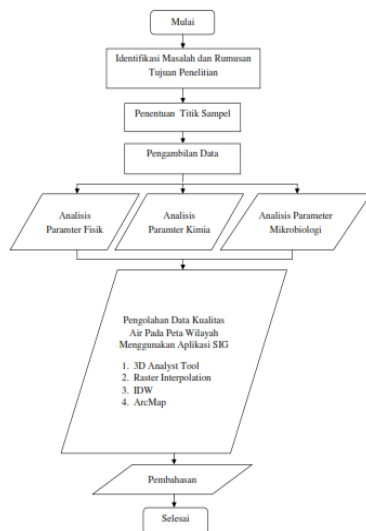 Mulai
Identifikasi Masalah dan Rumusan
Tujuan Penelitian
Penentuan Titik Sampel
Pengambilan Data
Analisis
Paramter Fisik
Analisis
Paramter Kimia
Analisis Parameter
Mikrobiologi
Pengolahan Data Kualitas
Air Pada Peta Wilayah
Menggunakan Aplikasi SIG
1. 3D Analyst Tool
2. Raster Interpolation
3. IDW
4. ArcMap
Pembahasan
Selesai